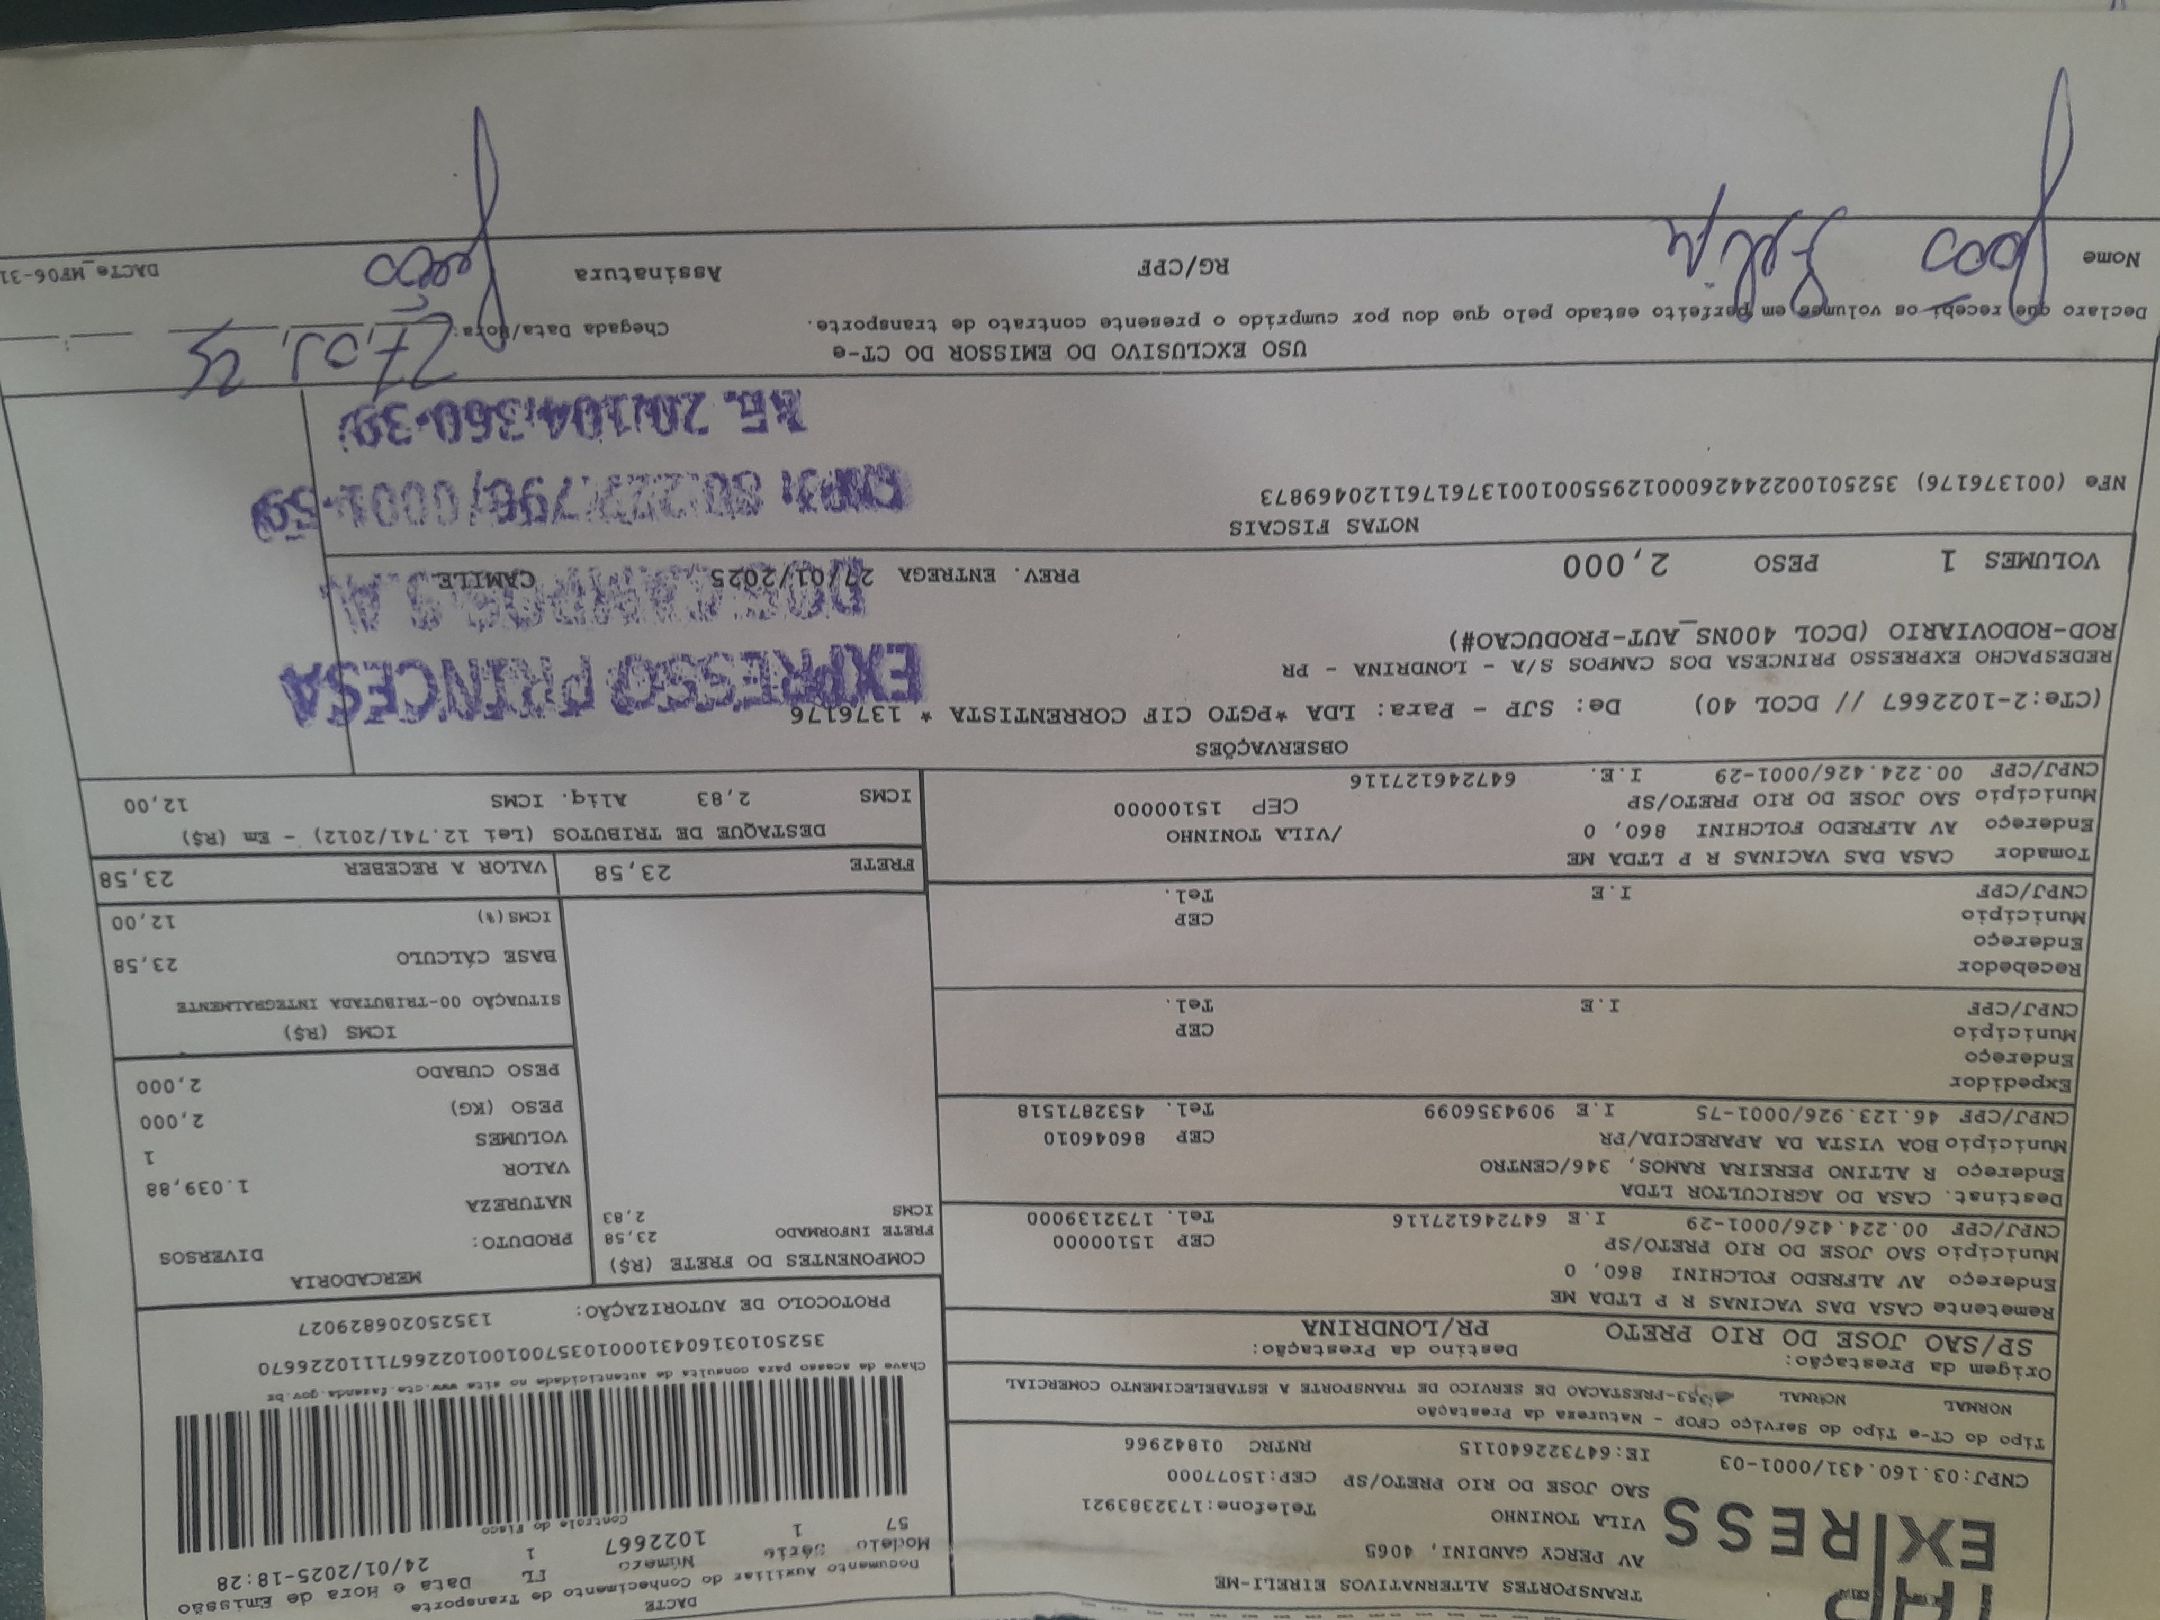 EXPRESS
TRANSPORTES ALTERNATIVOS EIRELI-ME
AV PERCY GANDINI, 4065
VILA TONINHO Telefone:1732383921
SAO JOSE DO RIO PRETO/SP CEP:15077000
CNPJ:03.160.431/0001-03 IE:647322640115 RNTRC 01842966
DACTE
Documento Auxiliar do Conhecimento de Transporte
Modelo Série Número FL Data e Hora de Emissão
57 1 1022667 1 24/01/2025-18:28
Controle do Fisco
Chave de acesso para consulta de autenticidade no site www.cte.fazenda.gov.br
PROTOCOLO DE AUTORIZAÇÃO: 135250206829027
Tipo do CT-e Tipo do Serviço CFOP - Natureza da Prestação
NORMAL NORMAL 5353-PRESTACAO DE SERVICO DE TRANSPORTE A ESTABELECIMENTO COMERCIAL
Origem da Prestação: Destino da Prestação:
SP/SAO JOSE DO RIO PRETO PR/LONDRINA
Remetente CASA DAS VACINAS R P LTDA ME
Endereço AV ALFREDO FOLCHINI 860, 0
Município SAO JOSE DO RIO PRETO/SP CEP 15100000
CNPJ/CPF 00.224.426/0001-29 I.E 647246127116 Tel. 1732139000
Destinat. CASA DO AGRICULTOR LTDA
Endereço R ALTINO PEREIRA RAMOS, 346/CENTRO
Município BOA VISTA DA APARECIDA/PR CEP 86046010
CNPJ/CPF 46.123.926/0001-75 I.E 9094356099 Tel. 4532871518
Expedidor
Endereço
Município CEP
CNPJ/CPF I.E Tel.
Recebedor
Endereço
Município CEP
CNPJ/CPF I.E Tel.
Tomador CASA DAS VACINAS R P LTDA ME
Endereço AV ALFREDO FOLCHINI 860, 0 /VILA TONINHO
Município SAO JOSE DO RIO PRETO/SP CEP 15100000
CNPJ/CPF 00.224.426/0001-29 I.E. 647246127116
COMPONENTES DO FRETE (R$)
FRETE INFORMADO 23,58
ICMS 2,83
MERCADORIA
PRODUTO: DIVERSOS
NATUREZA
VALOR 1.039,88
VOLUMES 1
PESO (KG) 2,000
PESO CUBADO 2,000
ICMS (R$)
SITUAÇÃO 00-TRIBUTADA INTEGRALMENTE
BASE CÁLCULO 23,58
ICMS(%) 12,00
FRETE 23,58 VALOR A RECEBER 23,58
DESTAQUE DE TRIBUTOS (Lei 12.741/2012) - Em (R$)
ICMS 2,83 Aliq. ICMS 12,00
OBSERVAÇÕES
(CTe:2-1022667 // DCOL 40) De: SJP - Para: LDA *PGTO CIF CORRENTISTA * 1376176
REDESPACHO EXPRESSO PRINCESA DOS CAMPOS S/A - LONDRINA - PR
ROD-RODOVIARIO (DCOL 400NS_AUT-PRODUCAO#)
VOLUMES 1 PESO 2,000 PREV. ENTREGA 27/01/2025 CAMILE
EXPRESSO PRINCESA
DOS CAMPOS S.A.
NOTAS FISCAIS
NFe (001376176) 35250100224426000129550010013761761120469873
USO EXCLUSIVO DO EMISSOR DO CT-e
Declaro que recebi os volumes em perfeito estado pelo que dou por cumprido o presente contrato de transporte. Chegada Data/Hora: 27,01,25
Nome RG/CPF Assinatura DACTe_MF06-31